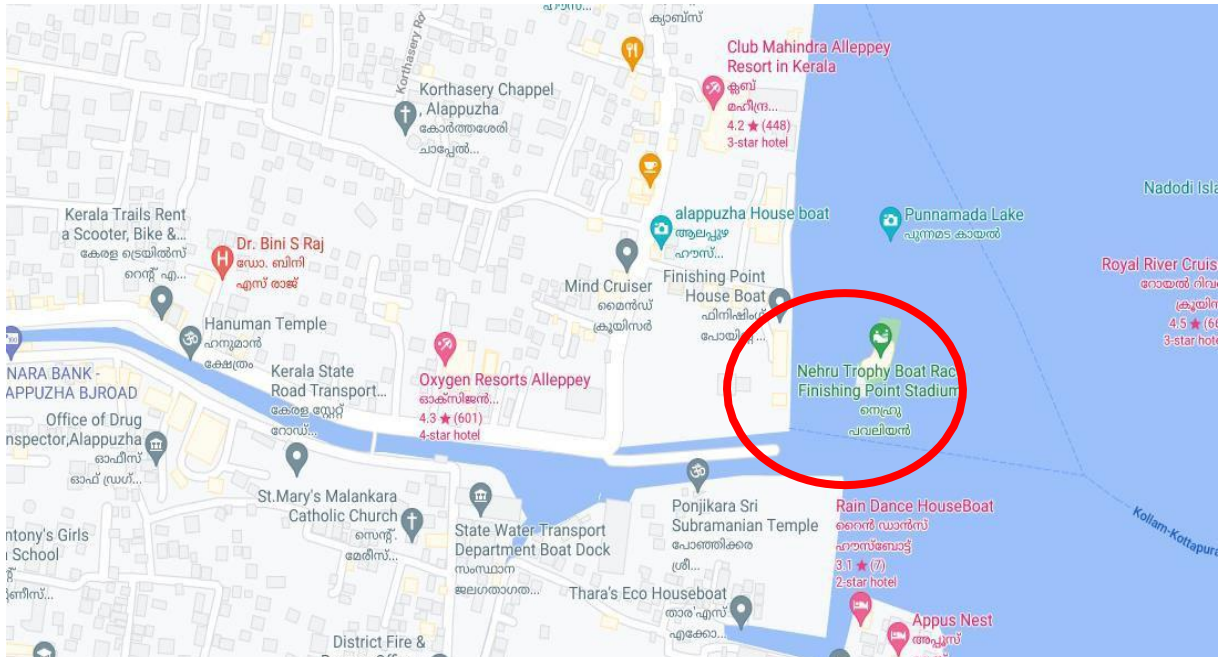 ക്യാബ്സ്
Korthasery Ro
Club Mahindra Alleppey
Resort in Kerala
ക്ലബ്
മഹീന്ദ്ര...
4.2 ★ (448)
3-star hotel
Korthasery Chappel
, Alappuzha
കോർത്തശേരി
ചാപ്പേൽ...
Nadodi Isla
alappuzha House boat
ആലപ്പുഴ
ഹൗസ്...
Punnamada Lake
പുന്നമട കായൽ
Kerala Trails Rent
a Scooter, Bike &...
കേരള ട്രെയിൽസ്
റെന്റ് എ...
Dr. Bini S Raj
ഡോ. ബിനി
എസ് രാജ്
Mind Cruiser
മൈൻഡ്
ക്രൂയിസർ
Finishing Point
House Boat
ഫിനിഷിംഗ്
പോയിന്റ് ...
Royal River Cruis
റോയൽ റിവ
ക്രൂയിസ
4.5 ★ (66
3-star hote
Hanuman Temple
ഹനുമാൻ
ക്ഷേത്രം
NARA BANK -
APPUZHA BJROAD
Kerala State
Road Transport...
കേരള സ്റ്റേറ്റ്
റോഡ്...
Oxygen Resorts Alleppey
ഓക്സിജൻ...
4.3 ★ (601)
4-star hotel
Nehru Trophy Boat Rac
Finishing Point Stadium
നെഹ്റു
പവലിയൻ
Office of Drug
nspector,Alappuzha
ഓഫീസ്
ഓഫ് ഡ്രഗ്...
St.Mary's Malankara
Catholic Church
സെന്റ്.
മേരീസ്...
State Water Transport
Department Boat Dock
സംസ്ഥാന
ജലഗതാഗത...
Ponjikara Sri
Subramanian Temple
പോഞ്ഞിക്കര
ശ്രീ...
Rain Dance HouseBoat
റൈൻ ഡാൻസ്
ഹൗസ്ബോട്ട്
3.1 ★ (7)
2-star hotel
Kollam-Kottapura
ntony's Girls
School
Thara's Eco Houseboat
താര'എസ്
എക്കോ...
Appus Nest
അപ്പൂസ്
District Fire &